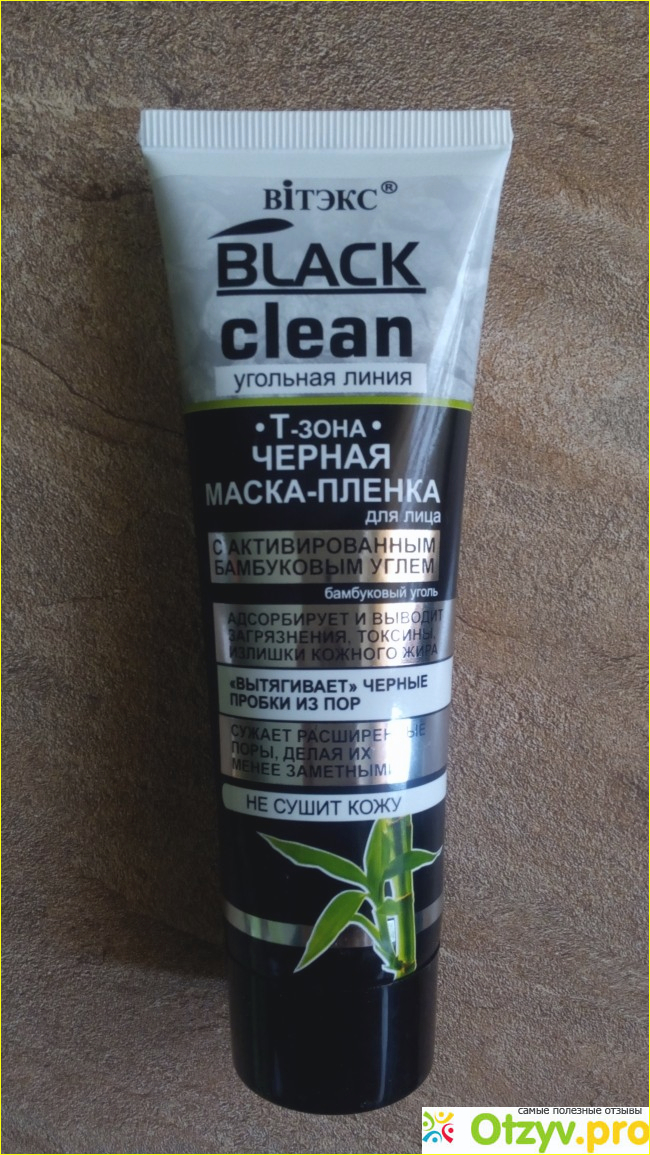 ВІТЭКС®
BLACK
clean
угольная линия
•Т-ЗОНА•
ЧЕРНАЯ
МАСКА-ПЛЕНКА
для лица
С АКТИВИРОВАННЫМ
БАМБУКОВЫМ УГЛЕМ
бамбуковый уголь
АДСОРБИРУЕТ И ВЫВОДИТ
ЗАГРЯЗНЕНИЯ, ТОКСИНЫ,
ИЗЛИШКИ КОЖНОГО ЖИРА
«ВЫТЯГИВАЕТ» ЧЕРНЫЕ
ПРОБКИ ИЗ ПОР
СУЖАЕТ РАСШИРЕННЫЕ
ПОРЫ, ДЕЛАЯ ИХ
МЕНЕЕ ЗАМЕТНЫМИ
НЕ СУШИТ КОЖУ
самые полезные отзывы
Otzyv.pro